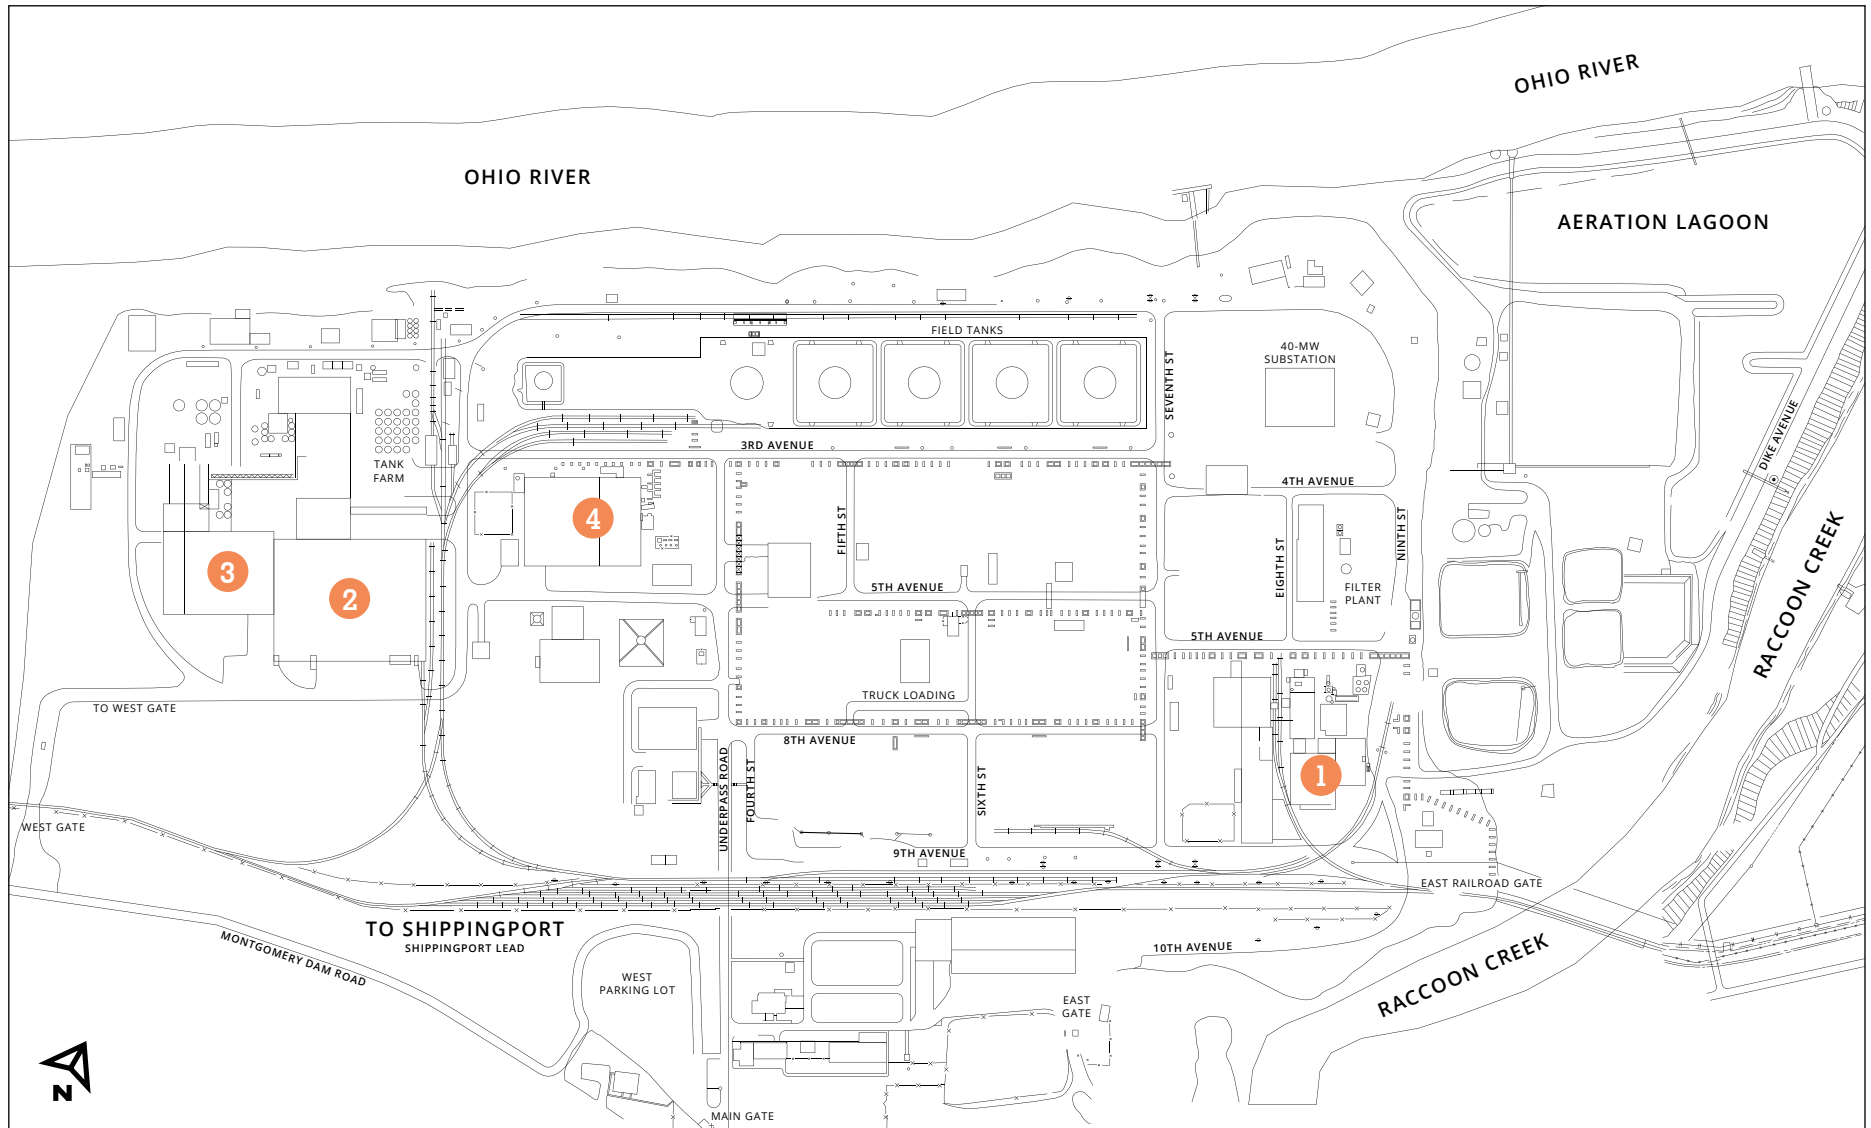 OHIO RIVER
OHIO RIVER
AERATION LAGOON
FIELD TANKS
40-MW
SUBSTATION
SEVENTH ST
3RD AVENUE
DIKE AVENUE
TANK
FARM
4TH AVENUE
4
FIFTH ST
NINTH ST
EIGHTH ST
3
2
5TH AVENUE
FILTER
PLANT
RACCOON CREEK
5TH AVENUE
TRUCK LOADING
TO WEST GATE
8TH AVENUE
UNDERPASS ROAD
FOURTH ST
SIXTH ST
1
WEST GATE
9TH AVENUE
EAST RAILROAD GATE
TO SHIPPINGPORT
SHIPPINGPORT LEAD
MONTGOMERY DAM ROAD
10TH AVENUE
RACCOON CREEK
WEST
PARKING LOT
EAST
GATE
N
MAIN GATE